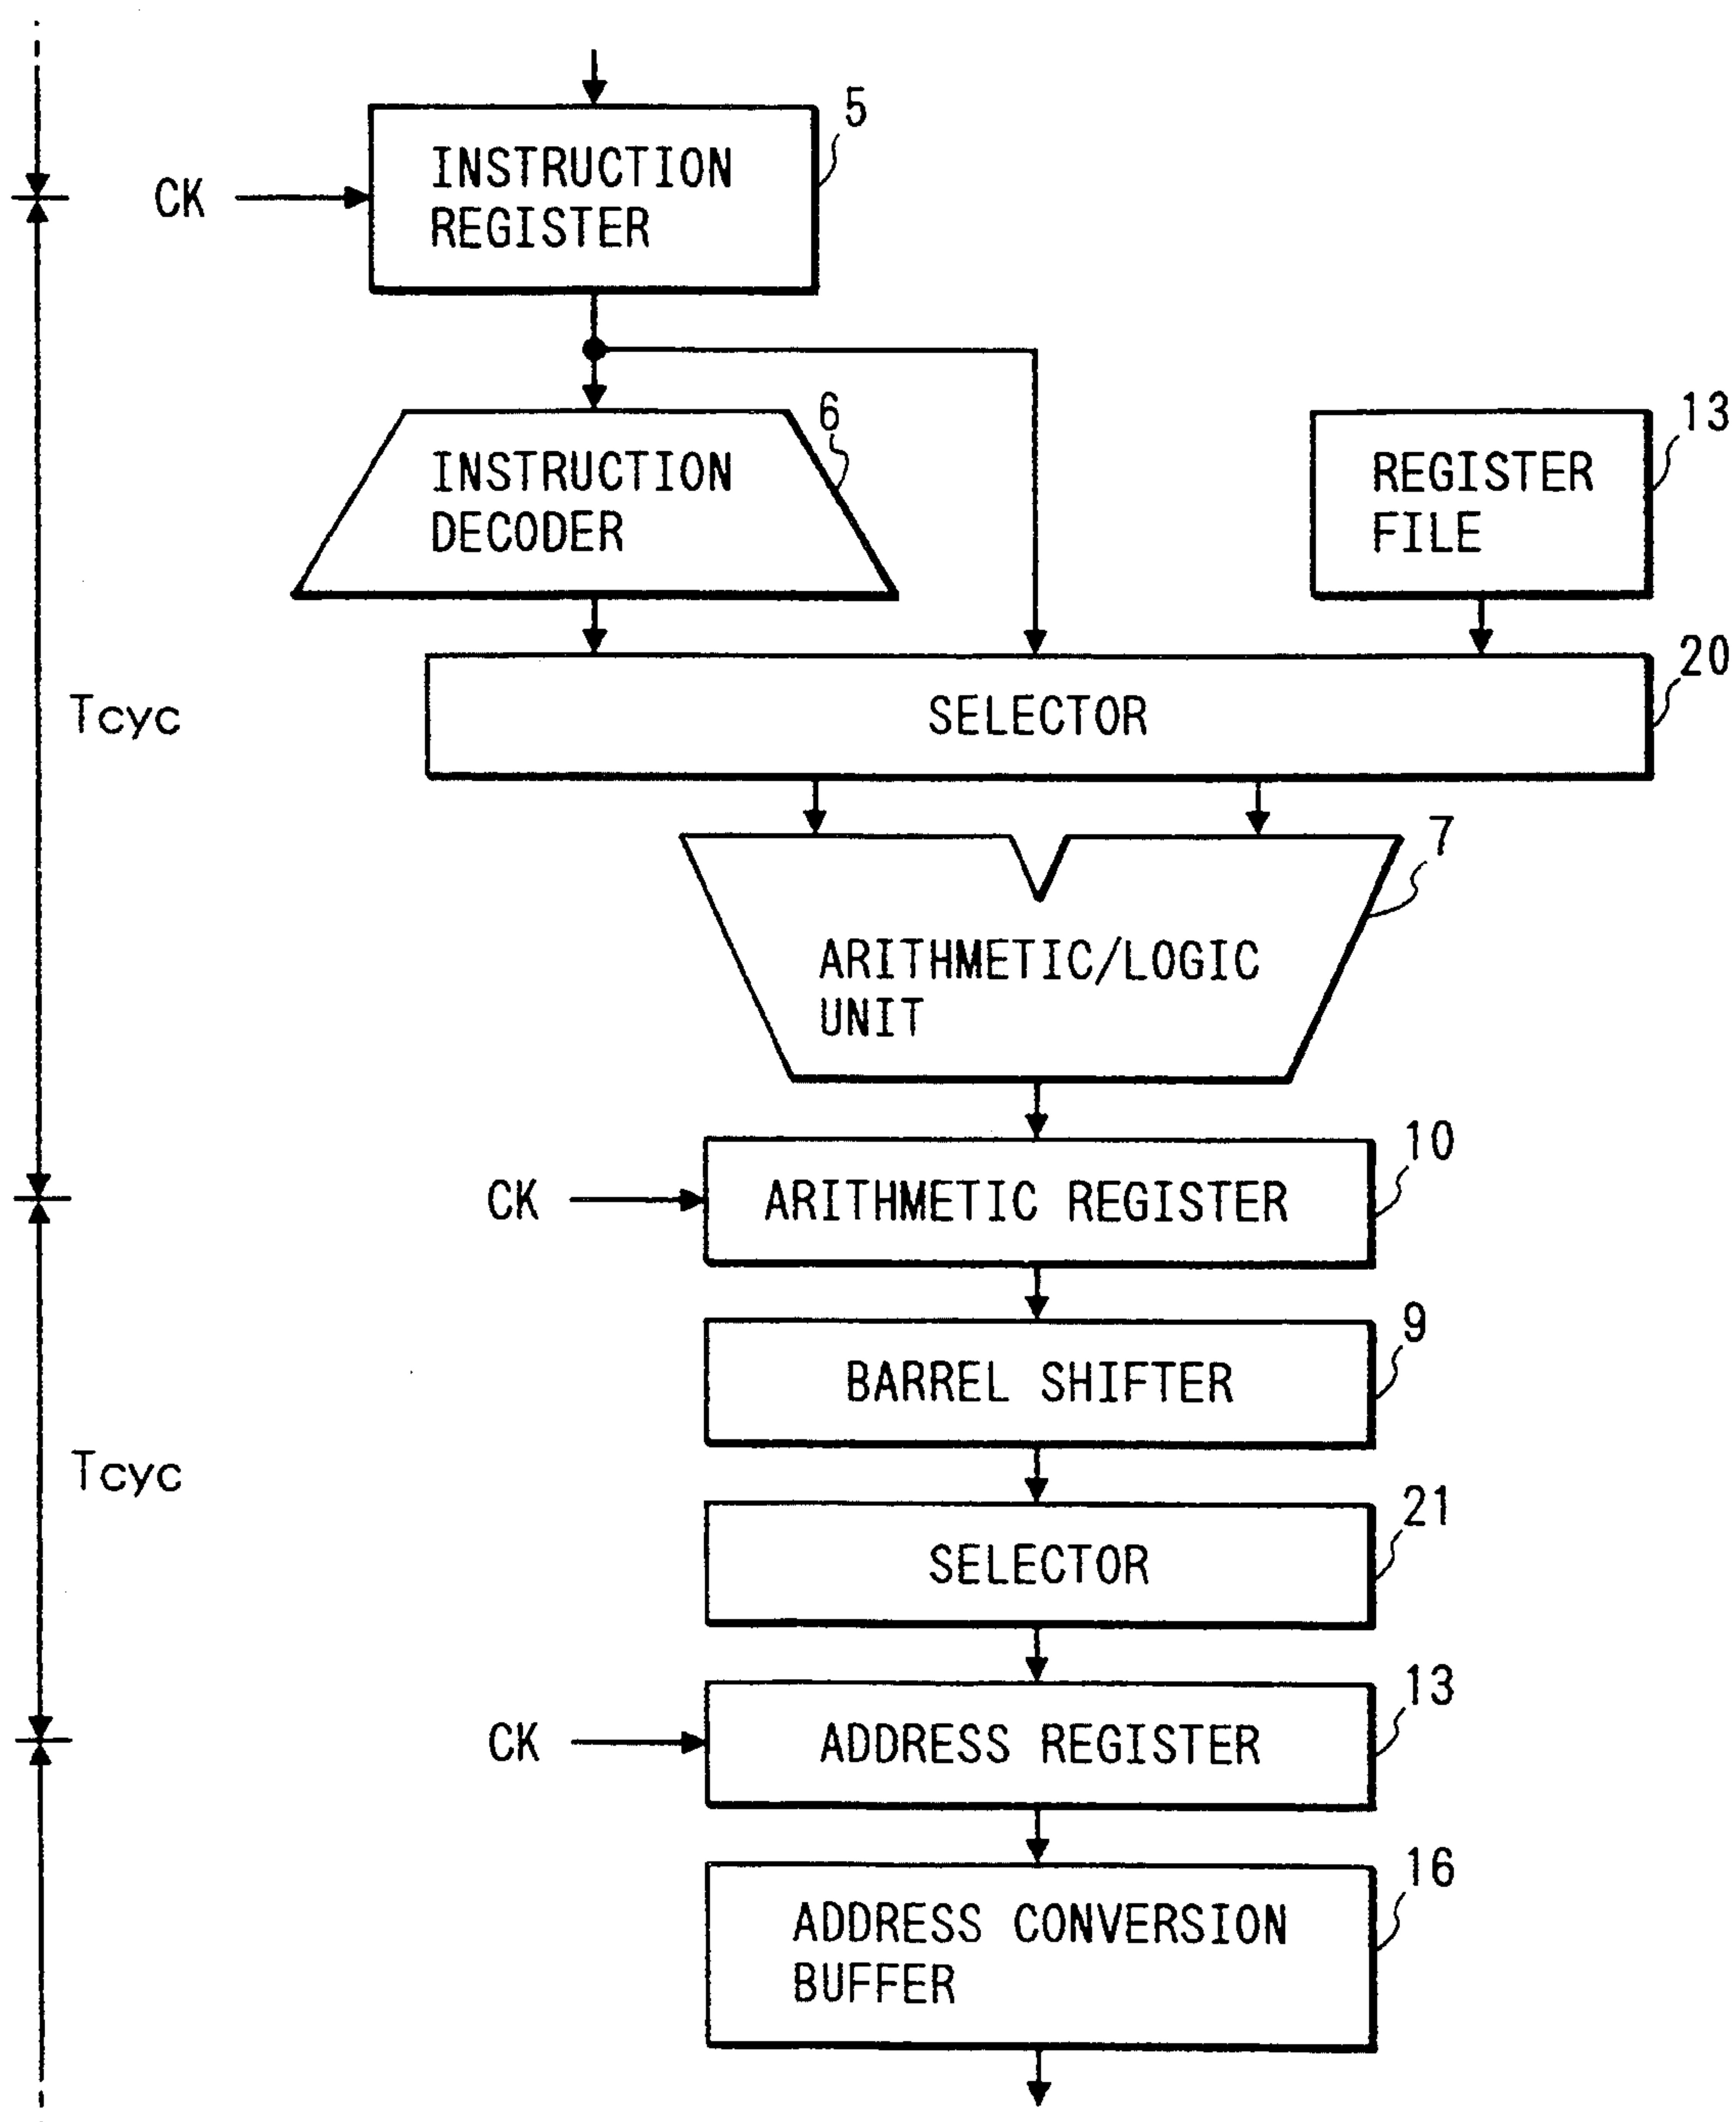 5
INSTRUCTION
REGISTER
CK
6
INSTRUCTION
DECODER
13
REGISTER
FILE
20
SELECTOR
Tcyc
7
ARITHMETIC/LOGIC
UNIT
10
CK
ARITHMETIC REGISTER
9
BARREL SHIFTER
Tcyc
21
SELECTOR
13
CK
ADDRESS REGISTER
16
ADDRESS CONVERSION
BUFFER